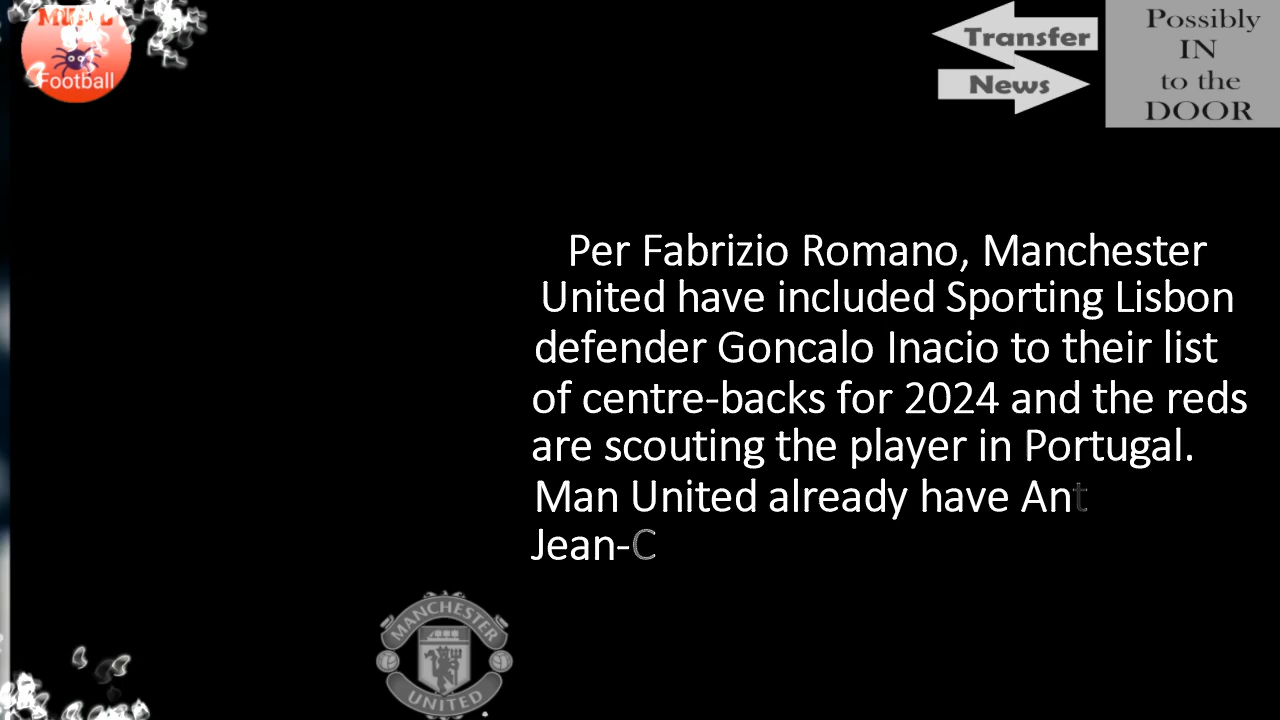 Football
Transfer
News
Possibly
IN
to the
DOOR
Per Fabrizio Romano, Manchester
United have included Sporting Lisbon
defender Goncalo Inacio to their list
of centre-backs for 2024 and the reds
are scouting the player in Portugal.
Man United already have Ant
Jean-C
MANCHESTER
UNITED